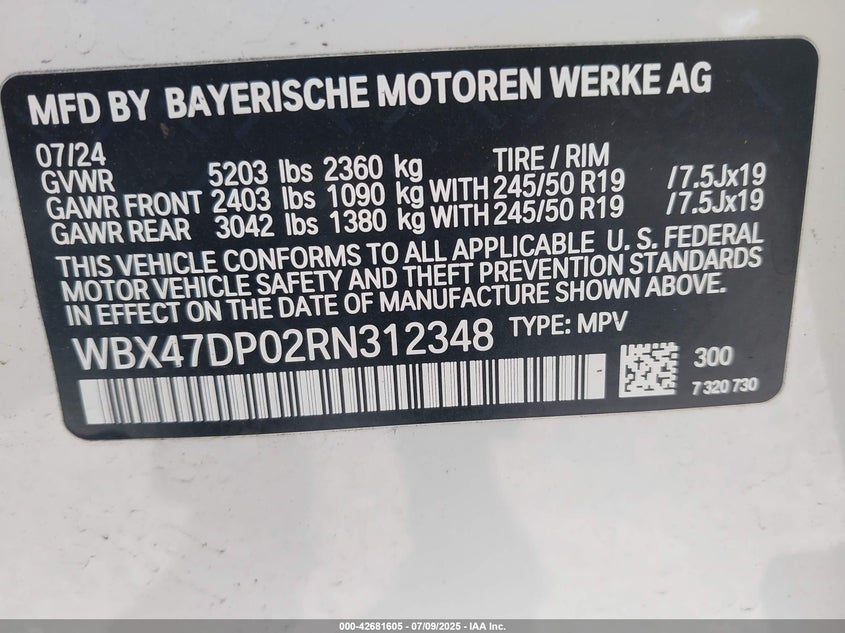 MFD BY BAYERISCHE MOTOREN WERKE AG
07/24 TIRE / RIM
GVWR 5203 lbs 2360 kg
GAWR FRONT 2403 lbs 1090 kg WITH 245/50 R19 /7.5Jx19
GAWR REAR 3042 lbs 1380 kg WITH 245/50 R19 /7.5Jx19
THIS VEHICLE CONFORMS TO ALL APPLICABLE U. S. FEDERAL
MOTOR VEHICLE SAFETY AND THEFT PREVENTION STANDARDS
IN EFFECT ON THE DATE OF MANUFACTURE SHOWN ABOVE.
WBX47DP02RN312348 TYPE: MPV
300
7 320 730
000-42681605 / 07/09/2025 - IAA Inc.